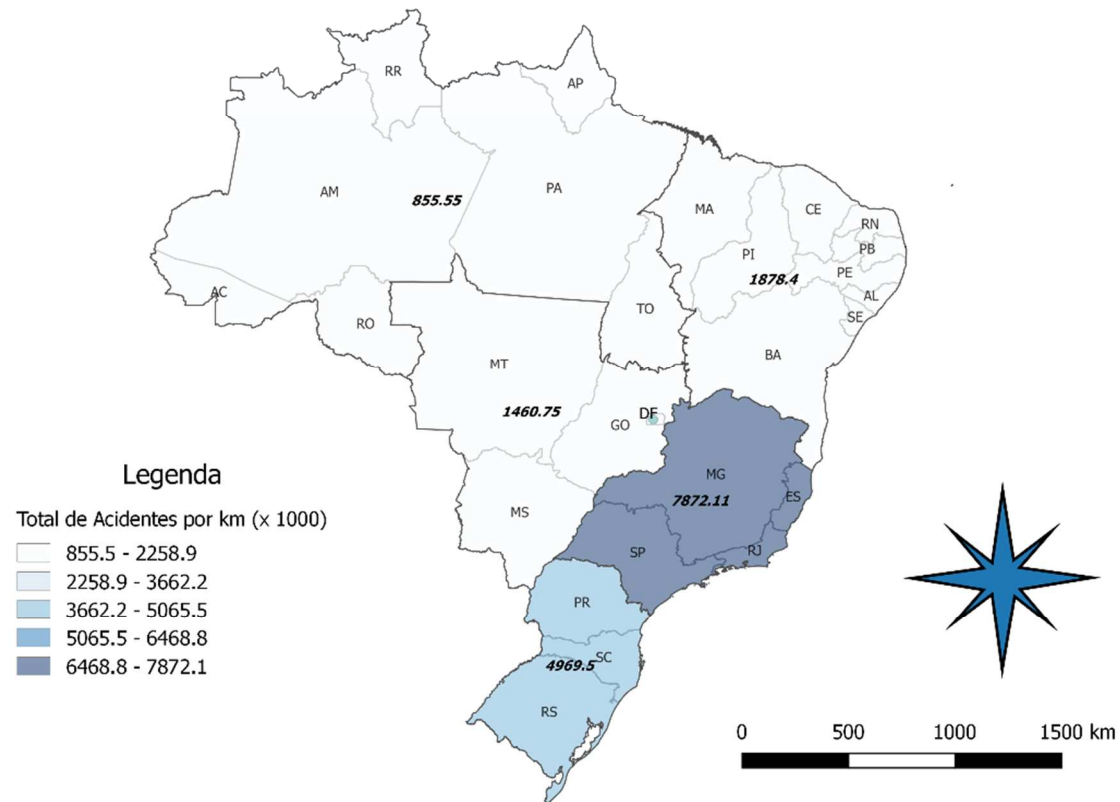 RR
AP
AM
855.55
PA
MA
CE
RN
PB
PI
PE
1878.4
AL
SE
AC
RO
TO
MT
BA
1460.75
GO
DF
MS
MG
7872.11
ES
SP
RJ
PR
SC
4969.5
RS
Legenda
Total de Acidentes por km (x 1000)
855.5 - 2258.9
2258.9 - 3662.2
3662.2 - 5065.5
5065.5 - 6468.8
6468.8 - 7872.1
0 500 1000 1500 km